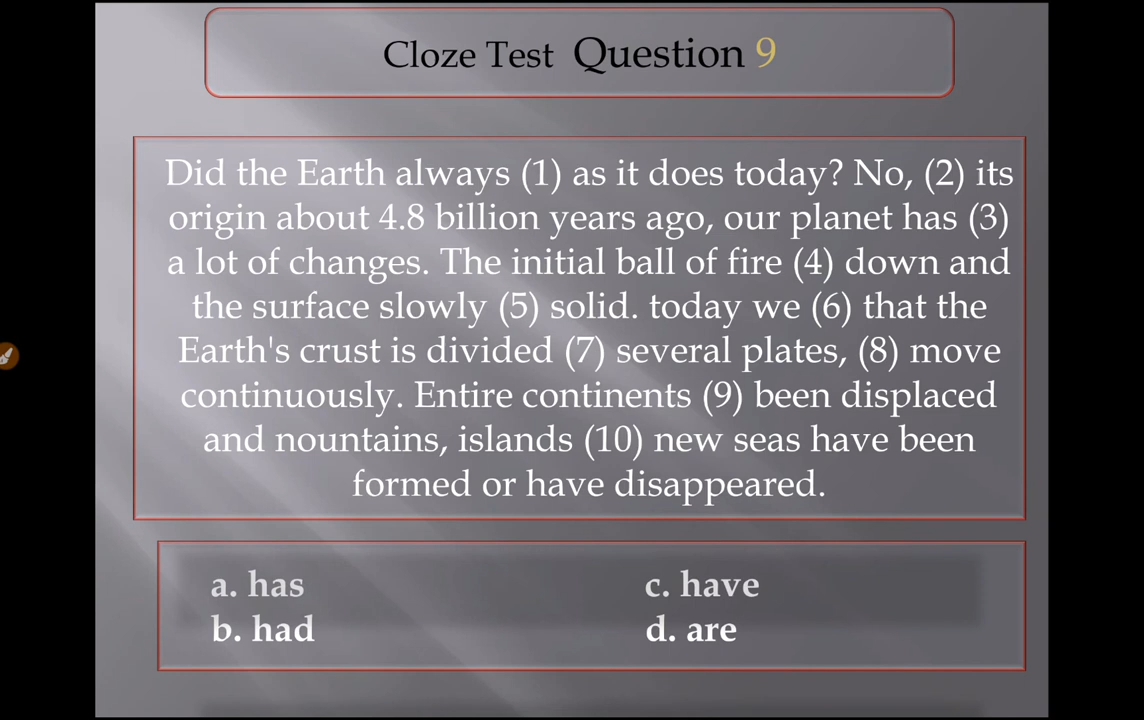 Cloze Test Question 9
Did the Earth always (1) as it does today? No, (2) its
origin about 4.8 billion years ago, our planet has (3)
a lot of changes. The initial ball of fire (4) down and
the surface slowly (5) solid. today we (6) that the
Earth's crust is divided (7) several plates, (8) move
continuously. Entire continents (9) been displaced
and nountains, islands (10) new seas have been
formed or have disappeared.
a. has c. have
b. had d. are